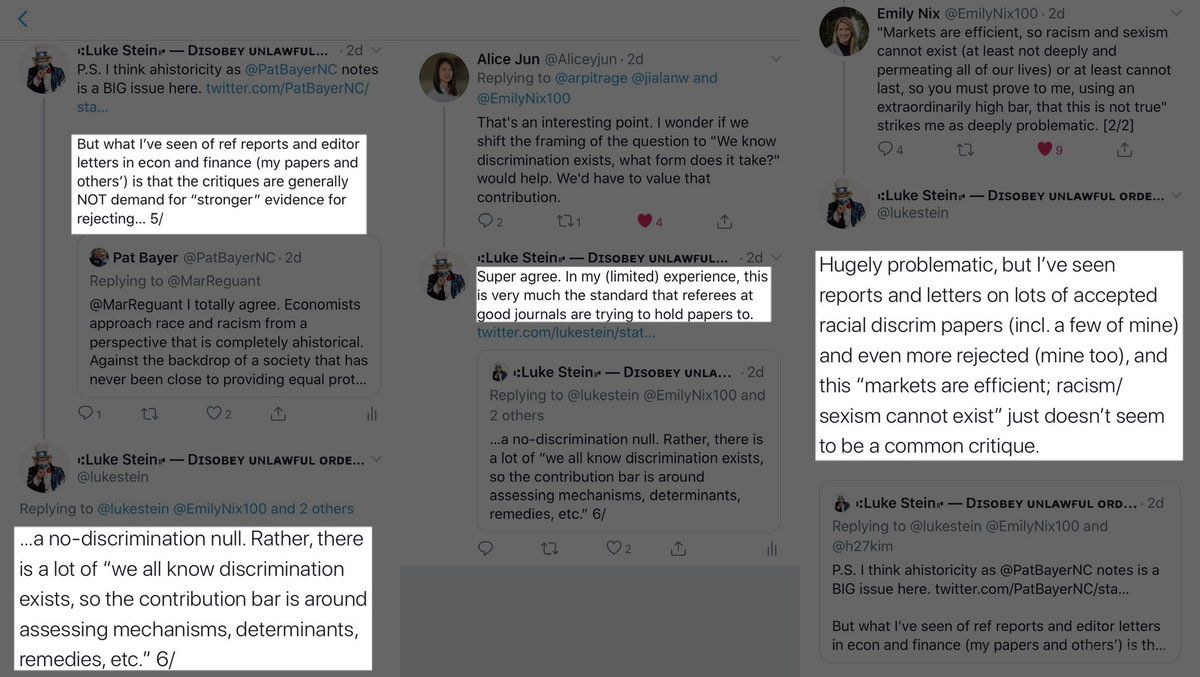 :Luke Stein — DISOBEY UNLAWFUL... · 2d
P.S. I think ahistoricity as @PatBayerNC notes
is a BIG issue here. twitter.com/PatBayerNC/
sta...
But what I’ve seen of ref reports and editor
letters in econ and finance (my papers and
others’) is that the critiques are generally
NOT demand for “stronger” evidence for
rejecting... 5/
Pat Bayer @PatBayerNC · 2d
Replying to @MarReguant
@MarReguant I totally agree. Economists
approach race and racism from a
perspective that is completely ahistorical.
Against the backdrop of a society that has
never been close to providing equal prot...
1 2
:Luke Stein — DISOBEY UNLAWFUL ORDE...
@lukestein
Replying to @lukestein @EmilyNix100 and 2 others
...a no-discrimination null. Rather, there
is a lot of “we all know discrimination
exists, so the contribution bar is around
assessing mechanisms, determinants,
remedies, etc.” 6/
Alice Jun @Aliceyjun · 2d
Replying to @arpitrage @jialanw and
@EmilyNix100
That's an interesting point. I wonder if we
shift the framing of the question to "We know
discrimination exists, what form does it take?"
would help. We'd have to value that
contribution.
2 1 4
:Luke Stein — DISOBEY UNLAWFUL... · 2d
Super agree. In my (limited) experience, this
is very much the standard that referees at
good journals are trying to hold papers to.
twitter.com/lukestein/stat...
:Luke Stein — DISOBEY UNLA... · 2d
Replying to @lukestein @EmilyNix100 and
2 others
...a no-discrimination null. Rather, there is
a lot of “we all know discrimination exists,
so the contribution bar is around
assessing mechanisms, determinants,
remedies, etc.” 6/
2
Emily Nix @EmilyNix100 · 2d
"Markets are efficient, so racism and sexism
cannot exist (at least not deeply and
permeating all of our lives) or at least cannot
last, so you must prove to me, using an
extraordinarily high bar, that this is not true"
strikes me as deeply problematic. [2/2]
4 9
:Luke Stein — DISOBEY UNLAWFUL ORDE...
@lukestein
Hugely problematic, but I’ve seen
reports and letters on lots of accepted
racial discrim papers (incl. a few of mine)
and even more rejected (mine too), and
this “markets are efficient; racism/
sexism cannot exist” just doesn’t seem
to be a common critique.
:Luke Stein — DISOBEY UNLAWFUL ORD... · 2d
Replying to @lukestein @EmilyNix100 and
@h27kim
P.S. I think ahistoricity as @PatBayerNC notes is a
BIG issue here. twitter.com/PatBayerNC/sta...
But what I’ve seen of ref reports and editor letters
in econ and finance (my papers and others’) is th...